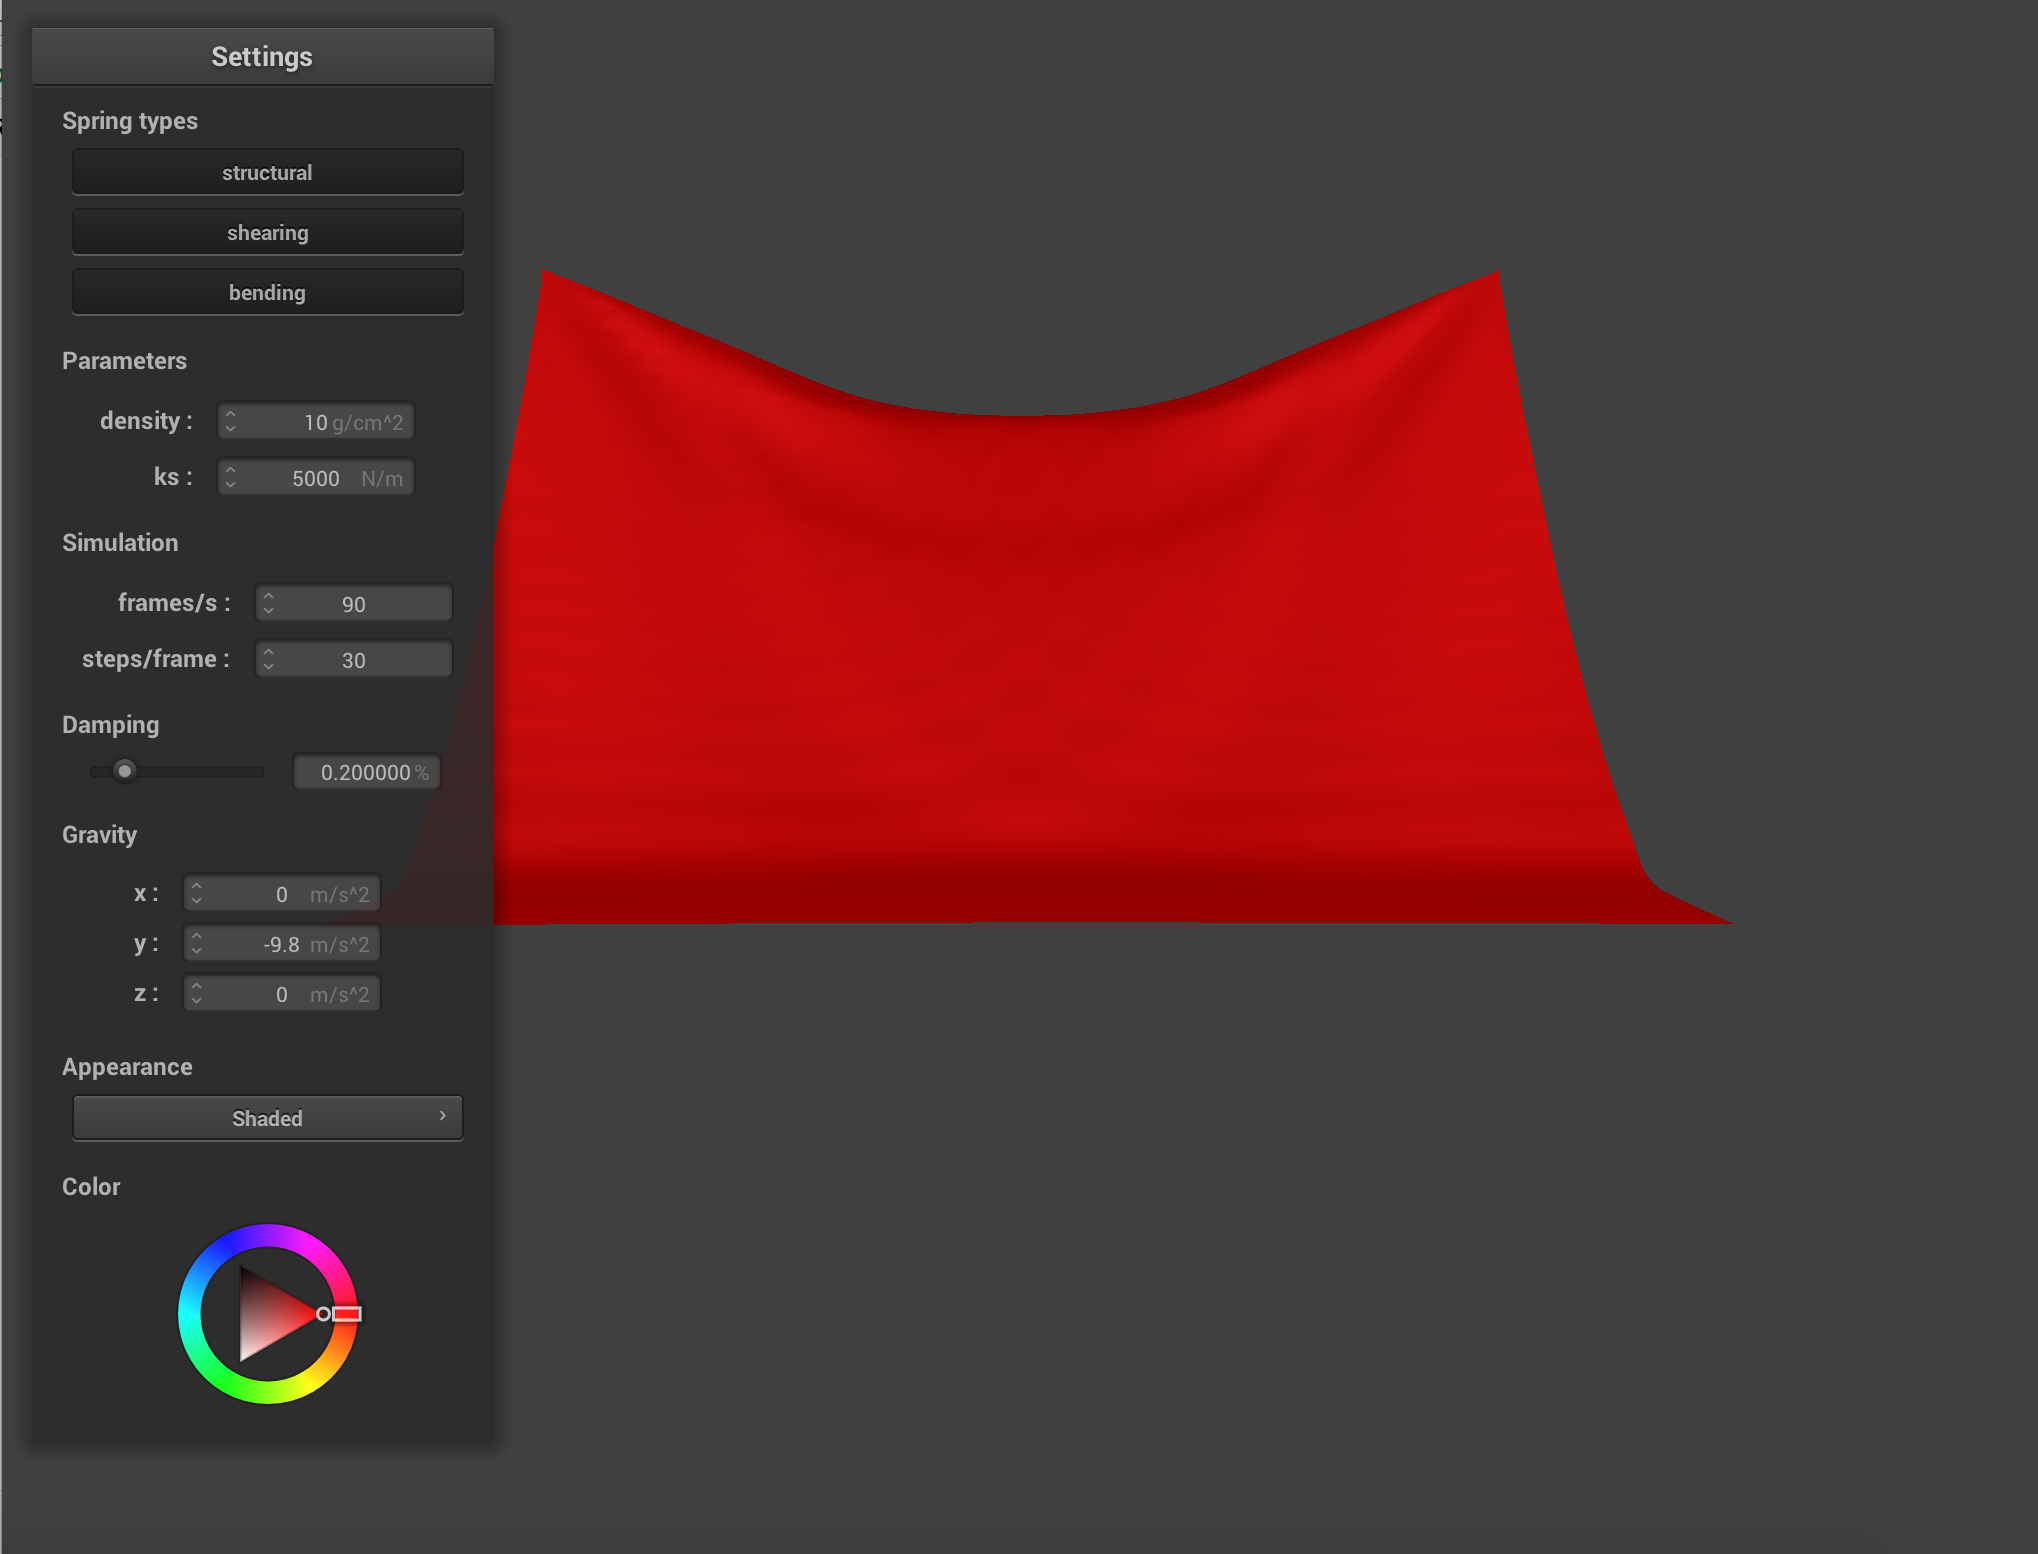 Settings
Spring types
structural
shearing
bending
Parameters
density : 10 g/cm^2
ks : 5000 N/m
Simulation
frames/s : 90
steps/frame : 30
Damping
0.200000 %
Gravity
x : 0 m/s^2
y : -9.8 m/s^2
z : 0 m/s^2
Appearance
Shaded
Color